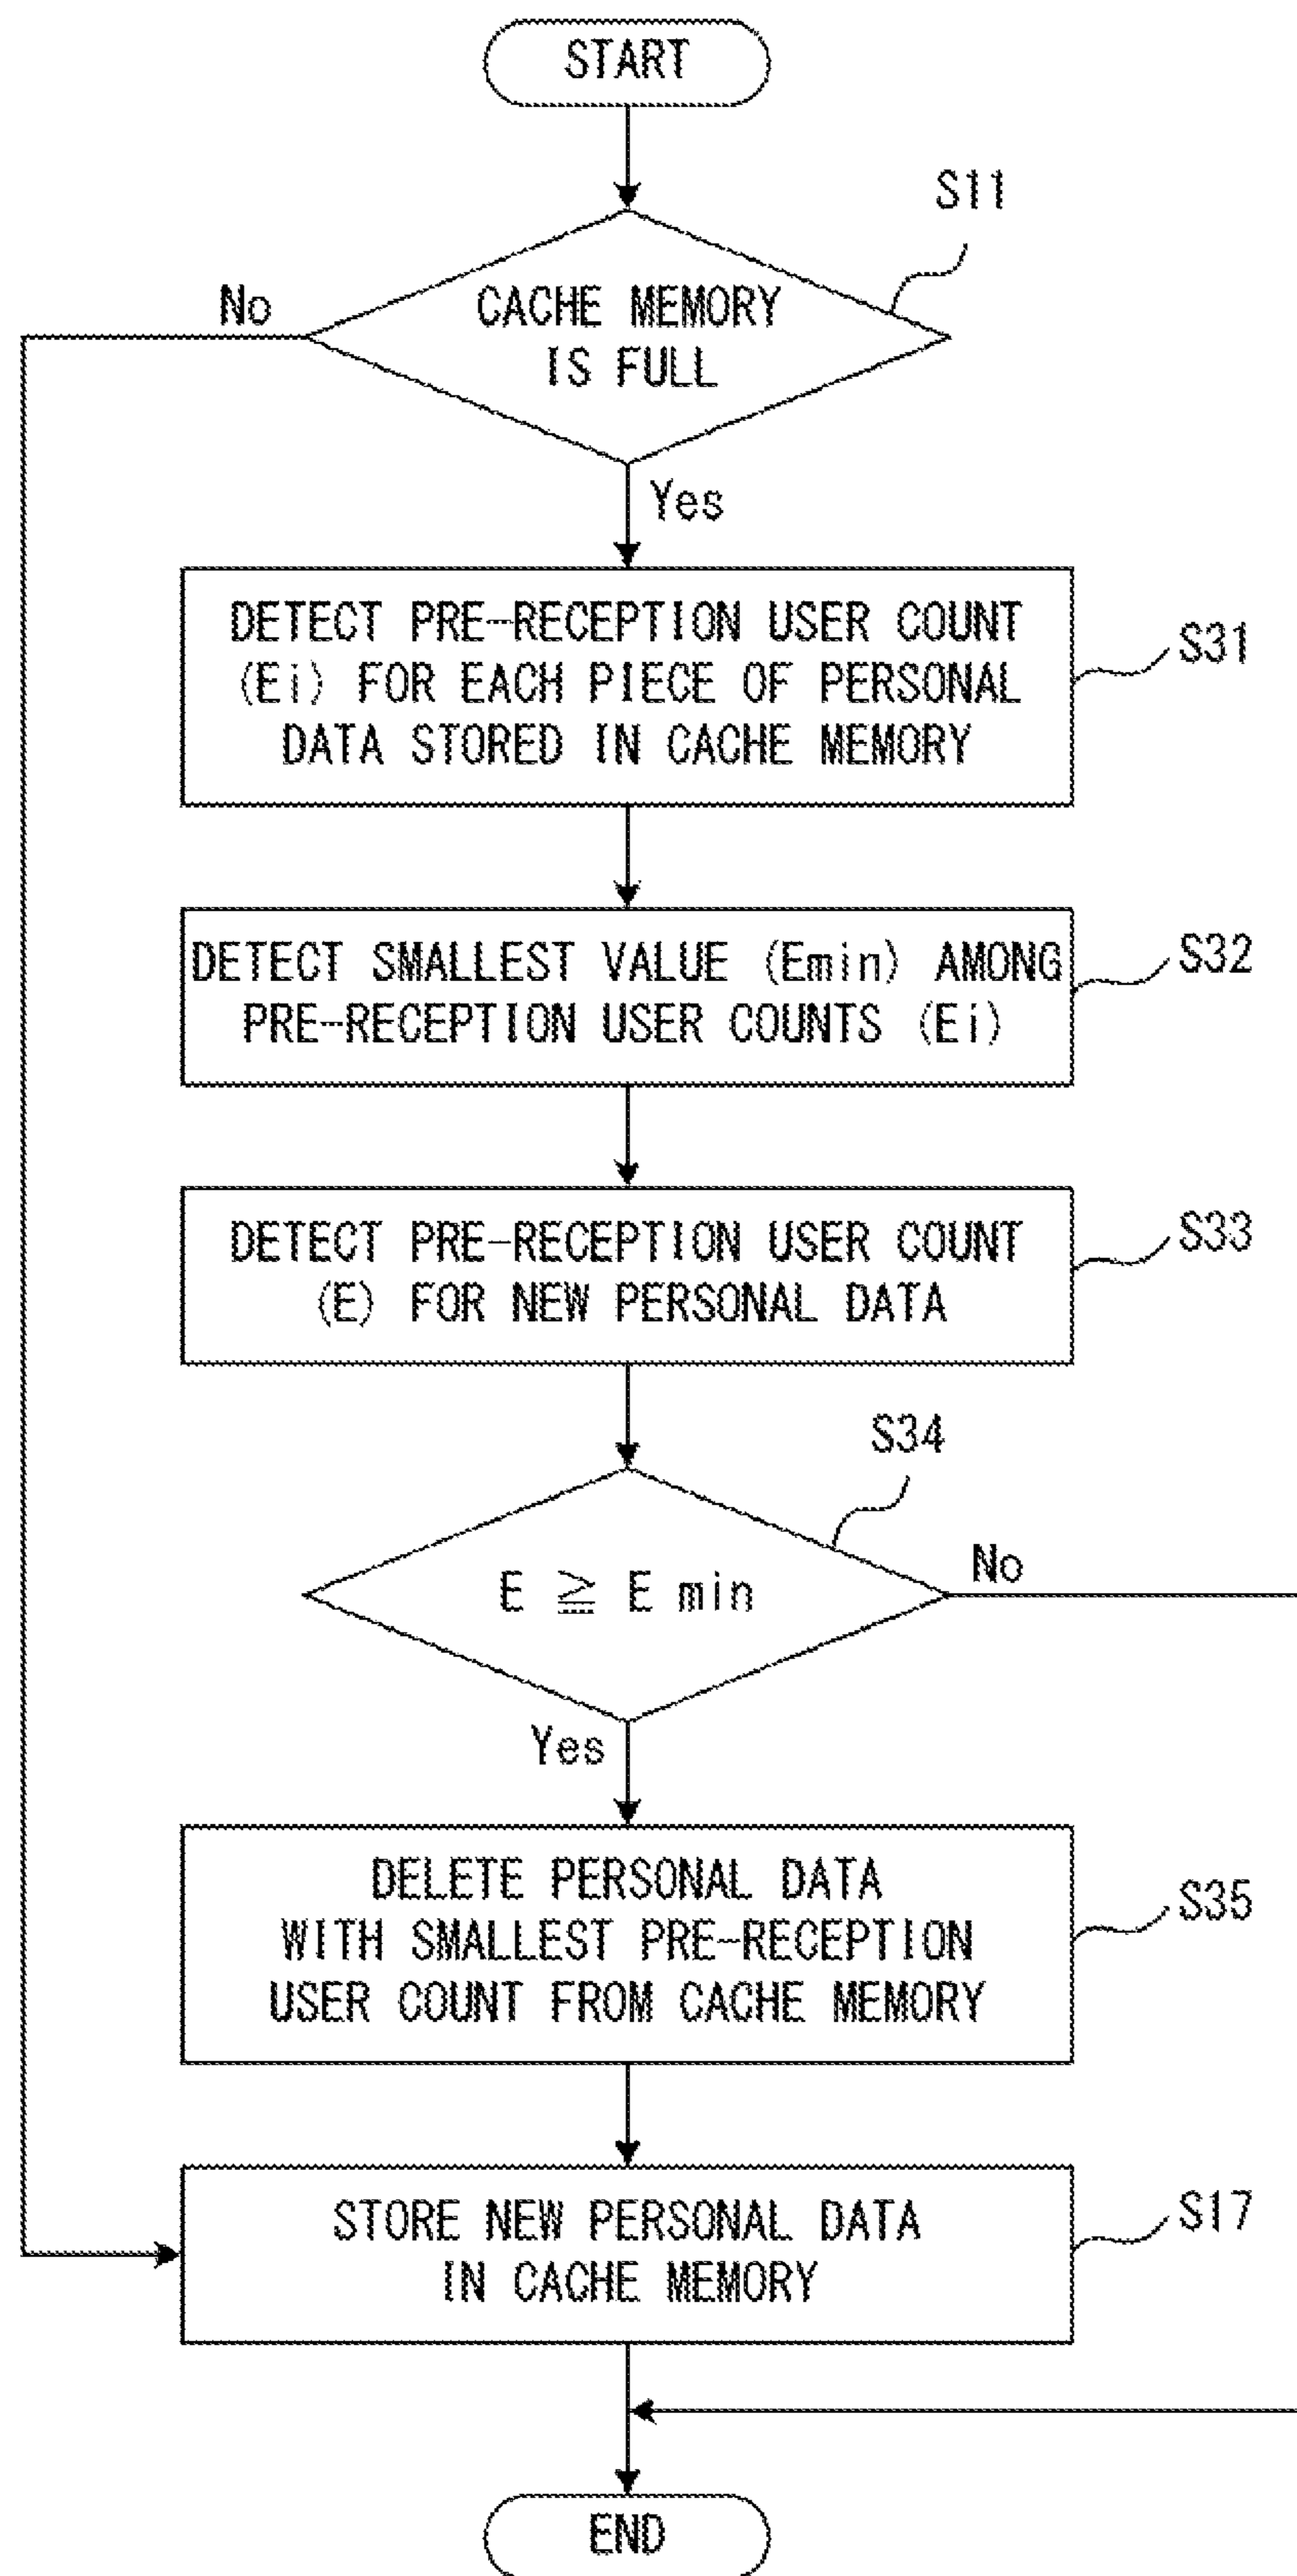 START
S11
No
CACHE MEMORY
IS FULL
Yes
DETECT PRE-RECEPTION USER COUNT
(Ei) FOR EACH PIECE OF PERSONAL
DATA STORED IN CACHE MEMORY
S31
DETECT SMALLEST VALUE (Emin) AMONG
PRE-RECEPTION USER COUNTS (Ei)
S32
DETECT PRE-RECEPTION USER COUNT
(E) FOR NEW PERSONAL DATA
S33
S34
E ≧ E min
No
Yes
DELETE PERSONAL DATA
WITH SMALLEST PRE-RECEPTION
USER COUNT FROM CACHE MEMORY
S35
STORE NEW PERSONAL DATA
IN CACHE MEMORY
S17
END